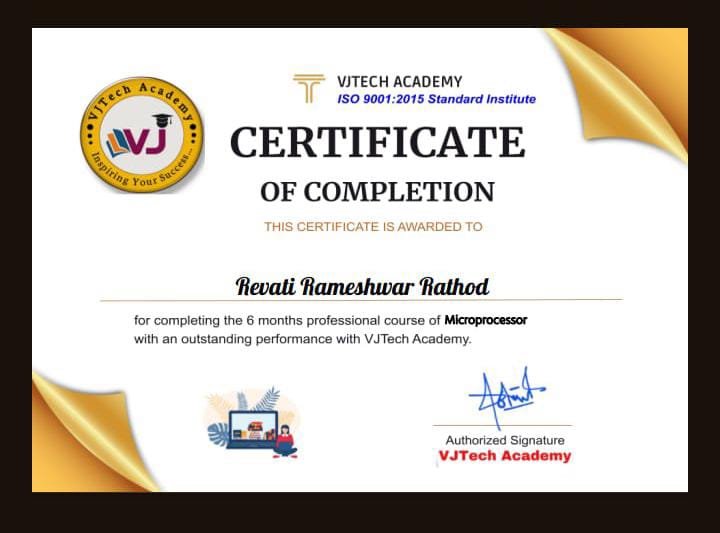 VJTech Academy
VJ
Inspiring Your Success...
VJTECH ACADEMY
ISO 9001:2015 Standard Institute
CERTIFICATE
OF COMPLETION
THIS CERTIFICATE IS AWARDED TO
Revati Rameshwar Rathod
for completing the 6 months professional course of Microprocessor
with an outstanding performance with VJTech Academy.
Authorized Signature
VJTech Academy